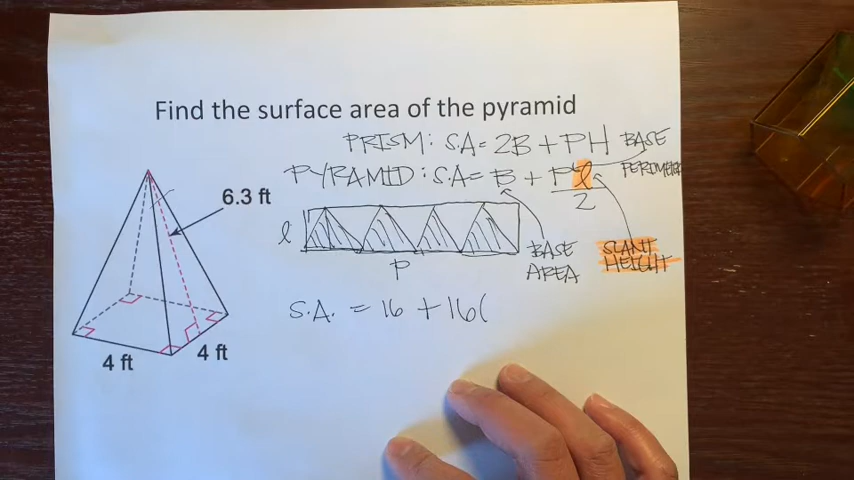 Find the surface area of the pyramid
PRISM: S.A = 2B + PH
BASE
PERIMETER
PYRAMID: S.A = B + Pl
2
6.3 ft
l
P
BASE
AREA
SLANT
HEIGHT
S.A. = 16 + 16(
4 ft
4 ft